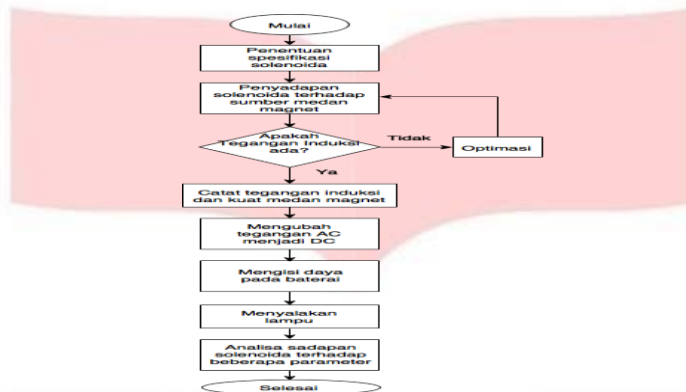 Mulai
Penentuan
spesifikasi
solenoida
Penyadapan
solenoida terhadap
sumber medan
magnet
Apakah
Tegangan Induksi
ada?
Tidak
Optimasi
Ya
Catat tegangan induksi
dan kuat medan magnet
Mengubah
tegangan AC
menjadi DC
Mengisi daya
pada baterai
Menyalakan
lampu
Analisa sadapan
solenoida terhadap
beberapa parameter
Selesai